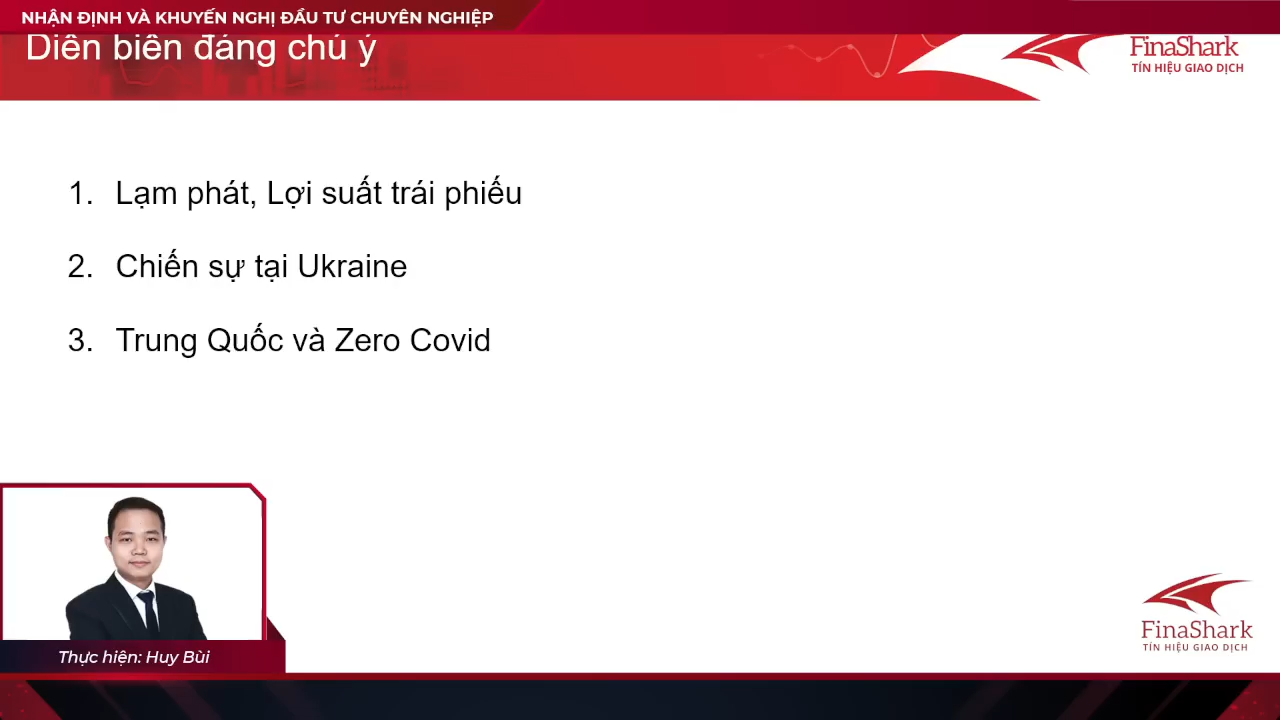 NHẬN ĐỊNH VÀ KHUYẾN NGHỊ ĐẦU TƯ CHUYÊN NGHIỆP
Diễn biến đáng chú ý
FinaShark
TÍN HIỆU GIAO DỊCH
1. Lạm phát, Lợi suất trái phiếu
2. Chiến sự tại Ukraine
3. Trung Quốc và Zero Covid
Thực hiện: Huy Bùi
FinaShark
TÍN HIỆU GIAO DỊCH